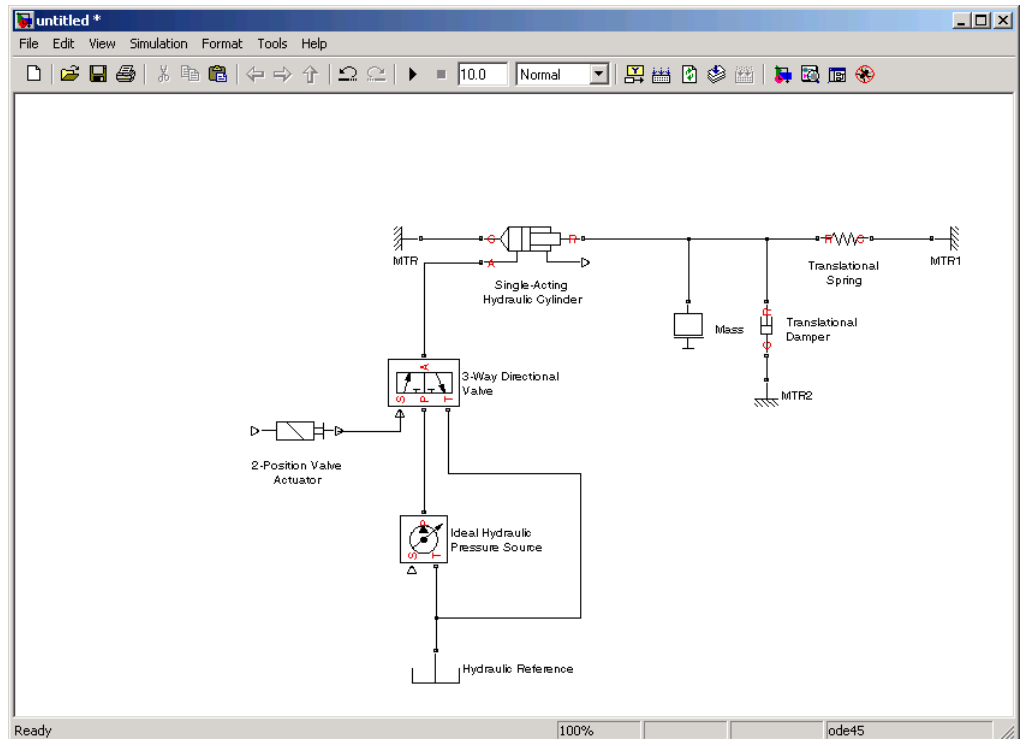 untitled *
File Edit View Simulation Format Tools Help
10.0 Normal
MTR
C
R
A
Single-Acting
Hydraulic Cylinder
R C
Translational
Spring
MTR1
Mass
R
C
Translational
Damper
MTR2
A
S P T
3-Way Directional
Valve
2-Position Valve
Actuator
P
S T
Ideal Hydraulic
Pressure Source
Hydraulic Reference
Ready 100% ode45